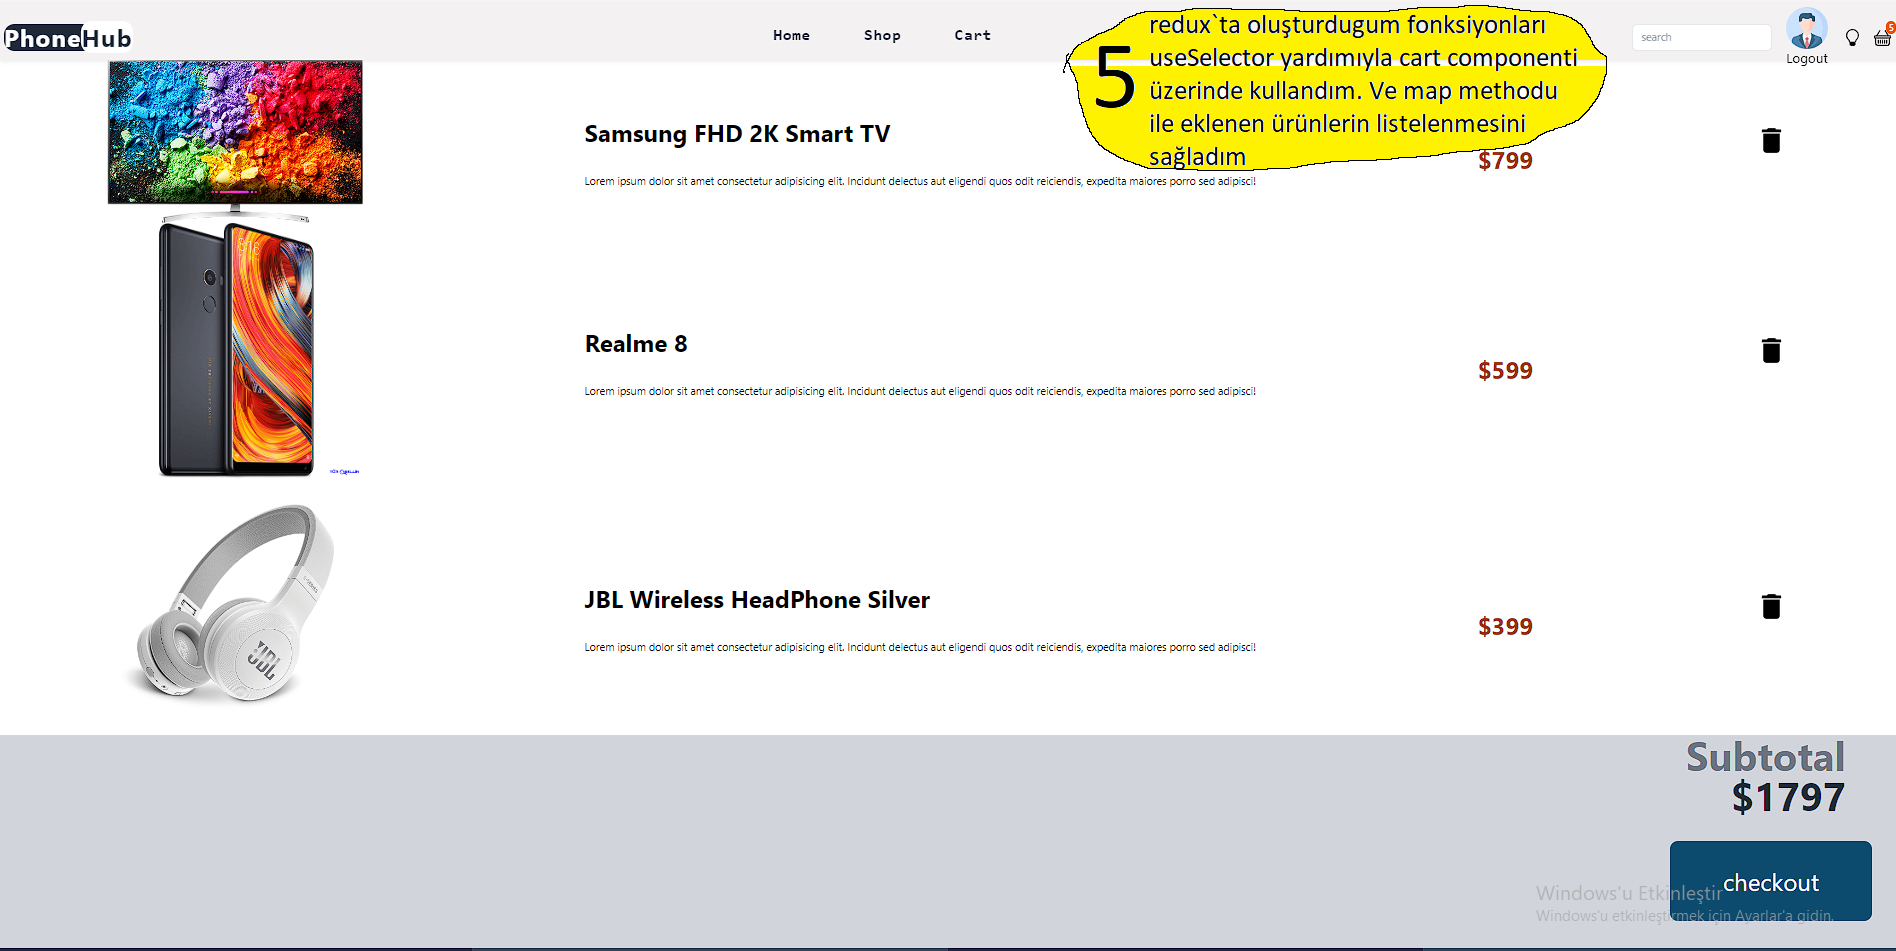 PhoneHub
Home Shop Cart
search
Logout
5
5
redux`ta oluşturdugum fonksiyonları
useSelector yardımıyla cart componenti
üzerinde kullandım. Ve map methodu
ile eklenen ürünlerin listelenmesini
sağladım
Samsung FHD 2K Smart TV
$799
Lorem ipsum dolor sit amet consectetur adipisicing elit. Incidunt delectus aut eligendi quos odit reiciendis, expedita maiores porro sed adipisci!
Realme 8
$599
Lorem ipsum dolor sit amet consectetur adipisicing elit. Incidunt delectus aut eligendi quos odit reiciendis, expedita maiores porro sed adipisci!
JBL Wireless HeadPhone Silver
$399
Lorem ipsum dolor sit amet consectetur adipisicing elit. Incidunt delectus aut eligendi quos odit reiciendis, expedita maiores porro sed adipisci!
JBL
Subtotal
$1797
checkout
Windows'u Etkinleştir
Windows'u etkinleştirmek için Ayarlar'a gidin.